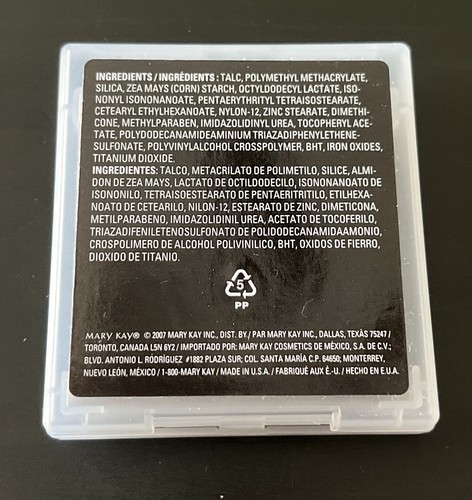 INGREDIENTS / INGRÉDIENTS : TALC, POLYMETHYL METHACRYLATE,
SILICA, ZEA MAYS (CORN) STARCH, OCTYLDODECYL LACTATE, ISO-
NONYL ISONONANOATE, PENTAERYTHRITYL TETRAISOSTEARATE,
CETEARYL ETHYLHEXANOATE, NYLON-12, ZINC STEARATE, DIMETHI-
CONE, METHYLPARABEN, IMIDAZOLIDINYL UREA, TOCOPHERYL ACE-
TATE, POLYDODECANAMIDEAMINIUM TRIAZADIPHENYLETHENE-
SULFONATE, POLYVINYLALCOHOL CROSSPOLYMER, BHT, IRON OXIDES,
TITANIUM DIOXIDE.
INGREDIENTES: TALCO, METACRILATO DE POLIMETILO, SILICE, ALMI-
DON DE ZEA MAYS, LACTATO DE OCTILDODECILO, ISONONANOATO DE
ISONONILO, TETRAISOESTEARATO DE PENTAERITRITILO, ETILHEXA-
NOATO DE CETEARILO, NILON-12, ESTEARATO DE ZINC, DIMETICONA,
METILPARABENO, IMIDAZOLIDINIL UREA, ACETATO DE TOCOFERILO,
TRIAZADIFENILETENOSULFONATO DE POLIDODECANAMIDAAMONIO,
CROSPOLIMERO DE ALCOHOL POLIVINILICO, BHT, OXIDOS DE FIERRO,
DIOXIDO DE TITANIO.
5
PP
MARY KAY® © 2007 MARY KAY INC., DIST. BY./ PAR MARY KAY INC., DALLAS, TEXAS 75247 /
TORONTO, CANADA L5N 6Y2 / IMPORTADO POR: MARY KAY COSMETICS DE MÉXICO, S.A. DE C.V.;
BLVD. ANTONIO L. RODRÍGUEZ #1882 PLAZA SUR; COL. SANTA MARÍA C.P. 64650; MONTERREY,
NUEVO LEÓN, MÉXICO / 1-800-MARY KAY / MADE IN U.S.A. / FABRIQUÉ AUX É.-U. / HECHO EN E.U.A.